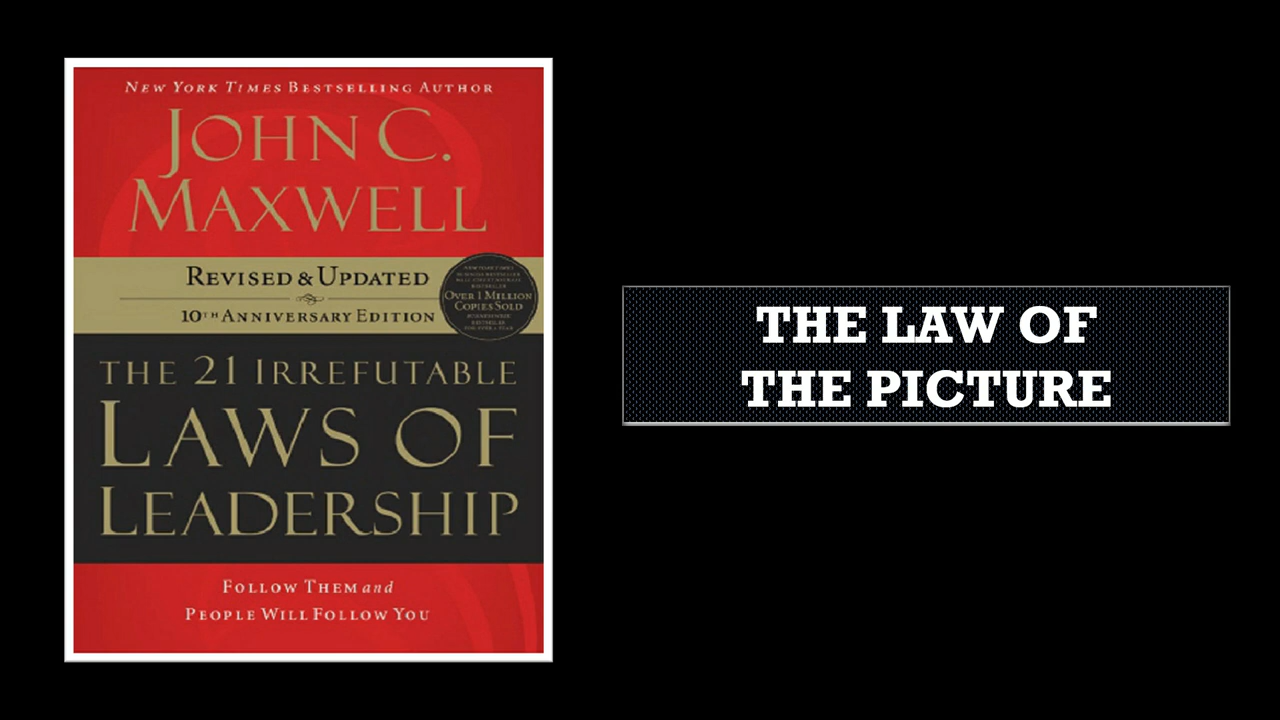 NEW YORK TIMES BESTSELLING AUTHOR
JOHN C.
MAXWELL
REVISED & UPDATED
10TH ANNIVERSARY EDITION
OVER 1 MILLION
COPIES SOLD
THE 21 IRREFUTABLE
LAWS OF
LEADERSHIP
FOLLOW THEM and
PEOPLE WILL FOLLOW YOU
THE LAW OF
THE PICTURE